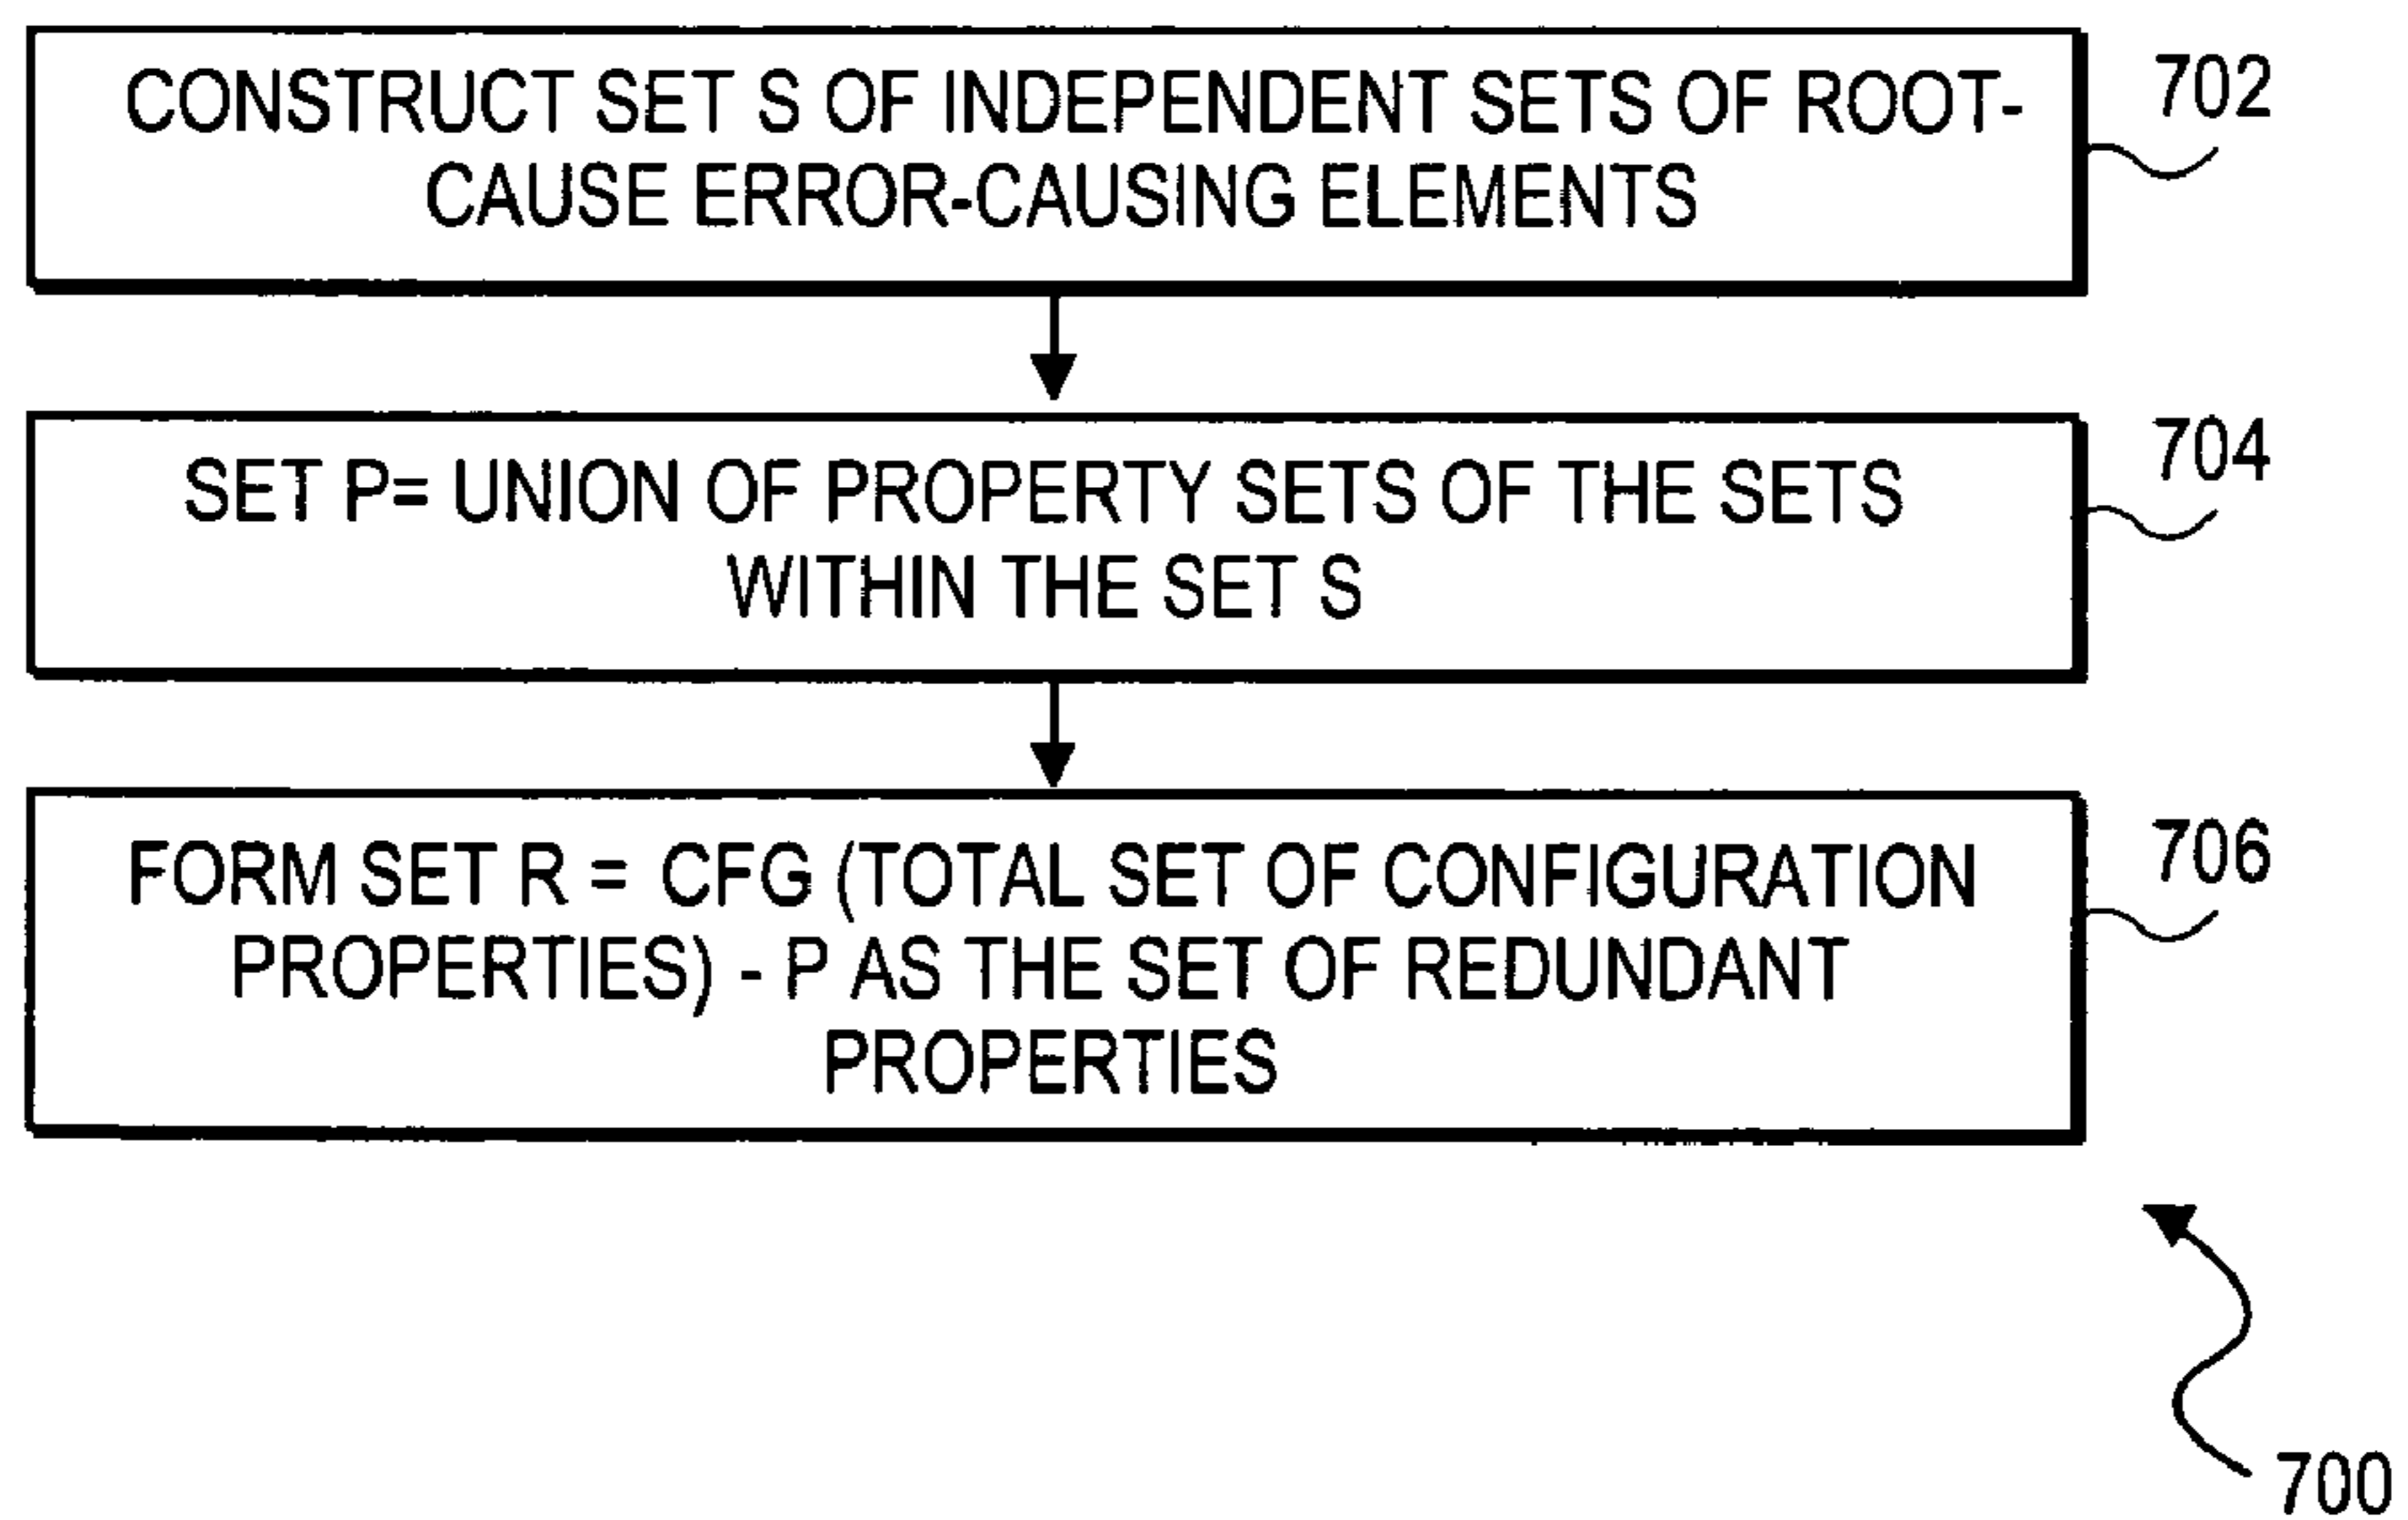 CONSTRUCT SET S OF INDEPENDENT SETS OF ROOT-
CAUSE ERROR-CAUSING ELEMENTS
702
SET P= UNION OF PROPERTY SETS OF THE SETS
WITHIN THE SET S
704
FORM SET R = CFG (TOTAL SET OF CONFIGURATION
PROPERTIES) - P AS THE SET OF REDUNDANT
PROPERTIES
706
700